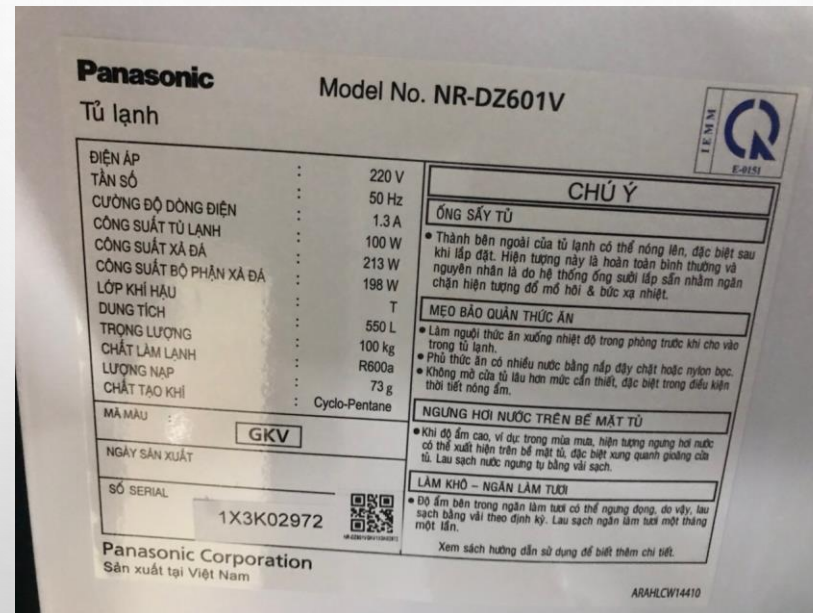 Panasonic
Model No. NR-DZ601V
Tủ lạnh
IEMM
E-0151
ĐIỆN ÁP : 220 V
TẦN SỐ : 50 Hz
CƯỜNG ĐỘ DÒNG ĐIỆN : 1.3 A
CÔNG SUẤT TỦ LẠNH : 100 W
CÔNG SUẤT XẢ ĐÁ : 213 W
CÔNG SUẤT BỘ PHẬN XẢ ĐÁ : 198 W
LỚP KHÍ HẬU : T
DUNG TÍCH : 550 L
TRỌNG LƯỢNG : 100 kg
CHẤT LÀM LẠNH : R600a
LƯỢNG NẠP : 73 g
CHẤT TẠO KHÍ : Cyclo-Pentane
MÃ MÀU : GKV
NGÀY SẢN XUẤT
SỐ SERIAL
1X3K02972
Panasonic Corporation
Sản xuất tại Việt Nam
CHÚ Ý
ỐNG SẤY TỦ
• Thành bên ngoài của tủ lạnh có thể nóng lên, đặc biệt sau
khi lắp đặt. Hiện tượng này là hoàn toàn bình thường và
nguyên nhân là do hệ thống ống sưởi lắp sẵn nhằm ngăn
chặn hiện tượng đổ mồ hôi & bức xạ nhiệt.
MẸO BẢO QUẢN THỨC ĂN
• Làm nguội thức ăn xuống nhiệt độ trong phòng trước khi cho vào
trong tủ lạnh.
• Phủ thức ăn có nhiều nước bằng nắp đậy chặt hoặc nylon bọc.
• Không mở cửa tủ lâu hơn mức cần thiết, đặc biệt trong điều kiện
thời tiết nóng ẩm.
NGƯNG HƠI NƯỚC TRÊN BỀ MẶT TỦ
• Khi độ ẩm cao, ví dự trong mùa mưa, hiện tượng ngưng hơi nước
có thể xuất hiện trên bề mặt tủ, đặc biệt xung quanh gioăng cửa
tủ. Lau sạch nước ngưng tụ bằng vải sạch.
LÀM KHÔ – NGĂN LÀM TƯƠI
• Độ ẩm bên trong ngăn làm tươi có thể ngưng đọng, do vậy, lau
sạch bằng vải theo định kỳ. Lau sạch ngăn làm tươi một tháng
một lần.
Xem sách hướng dẫn sử dụng để biết thêm chi tiết.
ARAHLCW14410